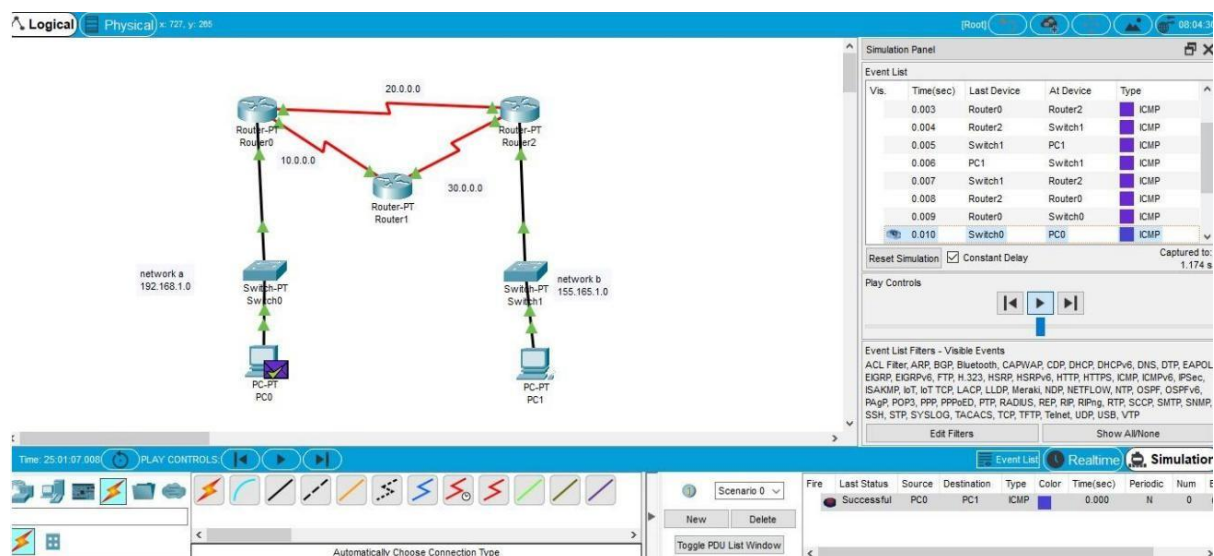 Logical Physical x: 727, y: 265 [Root] 08:04:30
20.0.0.0
Router-PT
Router0
Router-PT
Router2
10.0.0.0
30.0.0.0
Router-PT
Router1
network a
192.168.1.0
Switch-PT
Switch0
Switch-PT
Switch1
network b
155.165.1.0
PC-PT
PC0
PC-PT
PC1
Simulation Panel
Event List
Vis. Time(sec) Last Device At Device Type
0.003 Router0 Router2 ICMP
0.004 Router2 Switch1 ICMP
0.005 Switch1 PC1 ICMP
0.006 PC1 Switch1 ICMP
0.007 Switch1 Router2 ICMP
0.008 Router2 Router0 ICMP
0.009 Router0 Switch0 ICMP
0.010 Switch0 PC0 ICMP
Reset Simulation Constant Delay Captured to:
1.174 s
Play Controls
Event List Filters - Visible Events
ACL Filter, ARP, BGP, Bluetooth, CAPWAP, CDP, DHCP, DHCPv6, DNS, DTP, EAPOL,
EIGRP, EIGRPv6, FTP, H.323, HSRP, HSRPv6, HTTP, HTTPS, ICMP, ICMPv6, IPSec,
ISAKMP, IoT, IoT TCP, LACP, LLDP, Meraki, NDP, NETFLOW, NTP, OSPF, OSPFv6,
PAgP, POP3, PPP, PPPoED, PTP, RADIUS, REP, RIP, RIPng, RTP, SCCP, SMTP, SNMP,
SSH, STP, SYSLOG, TACACS, TCP, TFTP, Telnet, UDP, USB, VTP
Edit Filters Show All/None
Time: 25:01:07.008 PLAY CONTROLS: Event List Realtime Simulation
Scenario 0
New Delete
Toggle PDU List Window
Fire Last Status Source Destination Type Color Time(sec) Periodic Num
Successful PC0 PC1 ICMP 0.000 N 0
Automatically Choose Connection Type